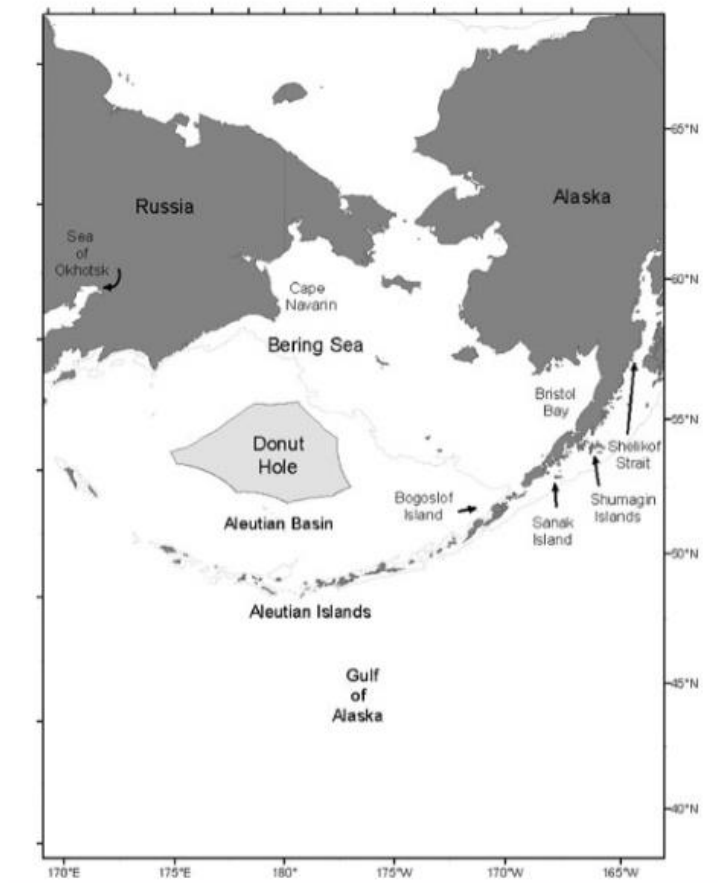 65°N
Russia
Alaska
Sea
of
Okhotsk
60°N
Cape
Navarin
Bering Sea
Bristol
Bay
55°N
Donut
Hole
Shelikof
Strait
Bogoslof
Island
Shumagin
Islands
Aleutian Basin
Sanak
Island
50°N
Aleutian Islands
Gulf
of
Alaska
45°N
40°N
170°E 175°E 180° 175°W 170°W 165°W